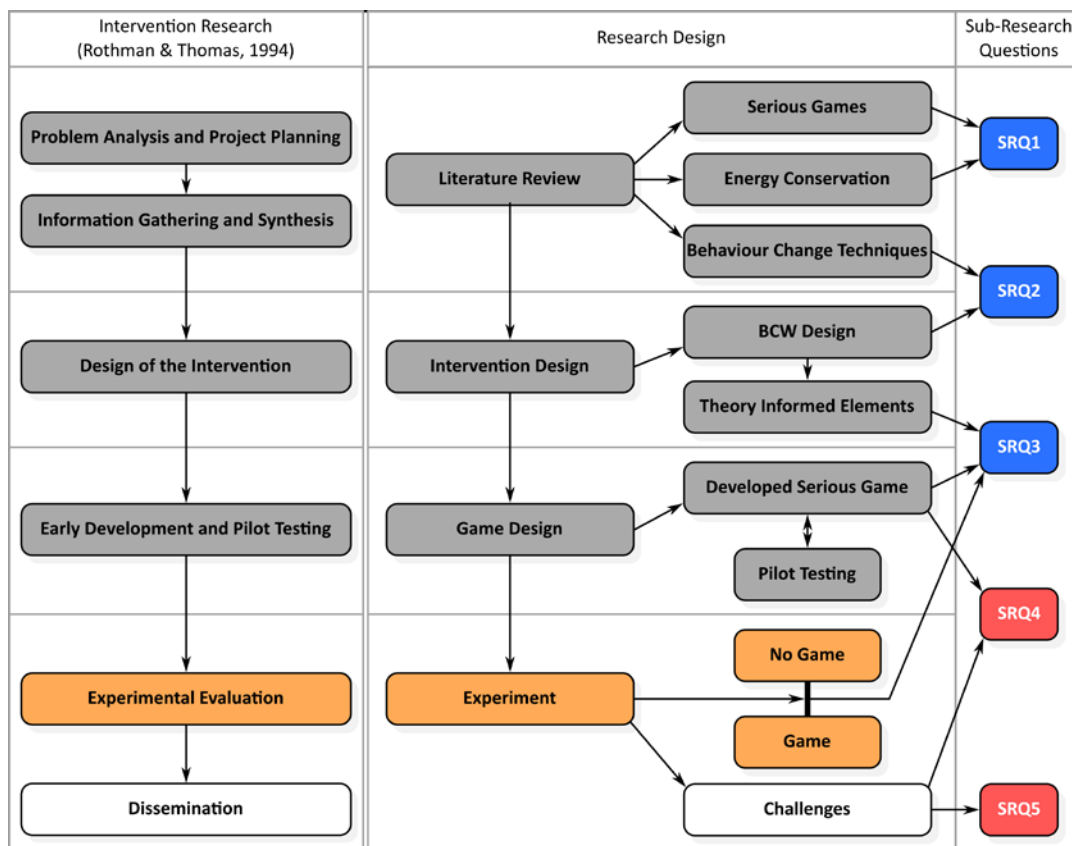 Intervention Research
(Rothman & Thomas, 1994)
Research Design
Sub-Research
Questions
Problem Analysis and Project Planning
Information Gathering and Synthesis
Design of the Intervention
Early Development and Pilot Testing
Experimental Evaluation
Dissemination
Literature Review
Intervention Design
Game Design
Experiment
Serious Games
Energy Conservation
Behaviour Change Techniques
BCW Design
Theory Informed Elements
Developed Serious Game
Pilot Testing
No Game
Game
Challenges
SRQ1
SRQ2
SRQ3
SRQ4
SRQ5